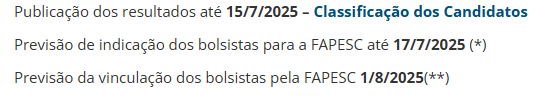 Publicação dos resultados até 15/7/2025 – Classificação dos Candidatos
Previsão de indicação dos bolsistas para a FAPESC até 17/7/2025 (*)
Previsão da vinculação dos bolsistas pela FAPESC 1/8/2025(**)